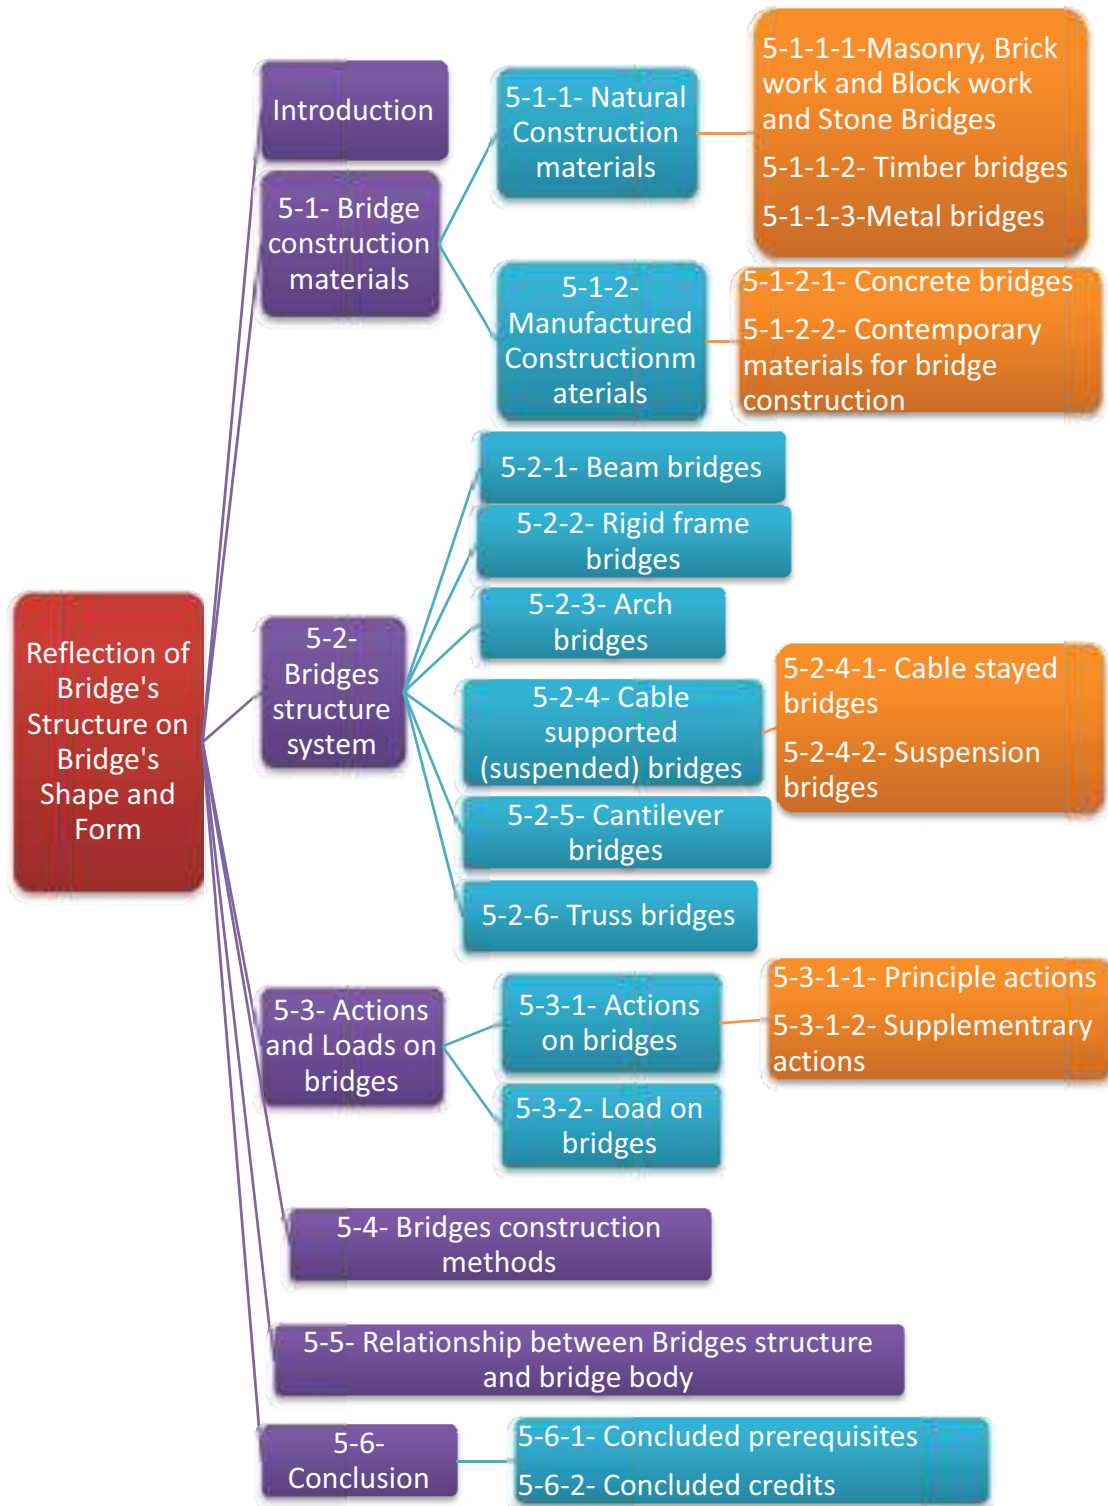 Reflection of
Bridge's
Structure on
Bridge's
Shape and
Form
Introduction
5-1- Bridge
construction
materials
5-1-1- Natural
Construction
materials
5-1-1-1-Masonry, Brick
work and Block work
and Stone Bridges
5-1-1-2- Timber bridges
5-1-1-3-Metal bridges
5-1-2-
Manufactured
Constructionm
aterials
5-1-2-1- Concrete bridges
5-1-2-2- Contemporary
materials for bridge
construction
5-2-
Bridges
structure
system
5-2-1- Beam bridges
5-2-2- Rigid frame
bridges
5-2-3- Arch
bridges
5-2-4- Cable
supported
(suspended) bridges
5-2-4-1- Cable stayed
bridges
5-2-4-2- Suspension
bridges
5-2-5- Cantilever
bridges
5-2-6- Truss bridges
5-3- Actions
and Loads on
bridges
5-3-1- Actions
on bridges
5-3-1-1- Principle actions
5-3-1-2- Supplementrary
actions
5-3-2- Load on
bridges
5-4- Bridges construction
methods
5-5- Relationship between Bridges structure
and bridge body
5-6-
Conclusion
5-6-1- Concluded prerequisites
5-6-2- Concluded credits